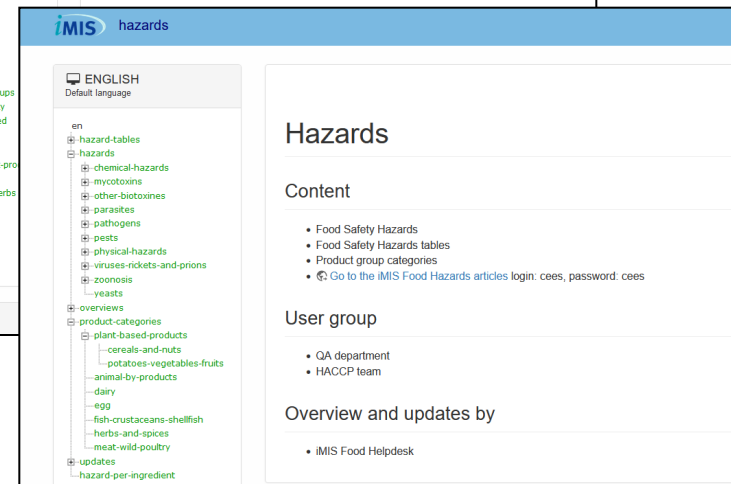 iMIS hazards
ups
y
ed
-pro
erbs
ENGLISH
Default language
en
hazard-tables
hazards
chemical-hazards
mycotoxins
other-biotoxines
parasites
pathogens
pests
physical-hazards
viruses-rickets-and-prions
zoonosis
yeasts
overviews
product-categories
plant-based-products
cereals-and-nuts
potatoes-vegetables-fruits
animal-by-products
dairy
egg
fish-crustaceans-shellfish
herbs-and-spices
meat-wild-poultry
updates
hazard-per-ingredient
Hazards
Content
• Food Safety Hazards
• Food Safety Hazards tables
• Product group categories
• Go to the iMIS Food Hazards articles login: cees, password: cees
User group
• QA department
• HACCP team
Overview and updates by
• iMIS Food Helpdesk